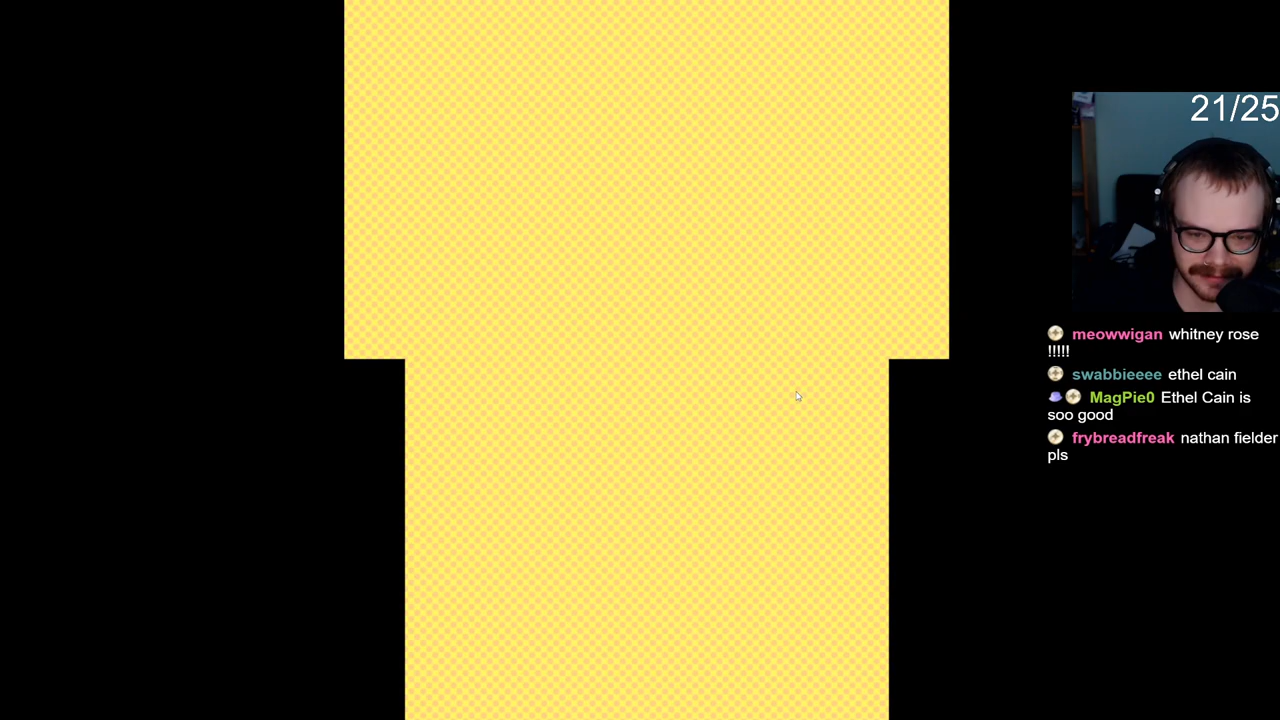 21/25
meowwigan whitney rose
!!!!!
swabbieeee ethel cain
MagPie0 Ethel Cain is
soo good
frybreadfreak nathan fielder
pls